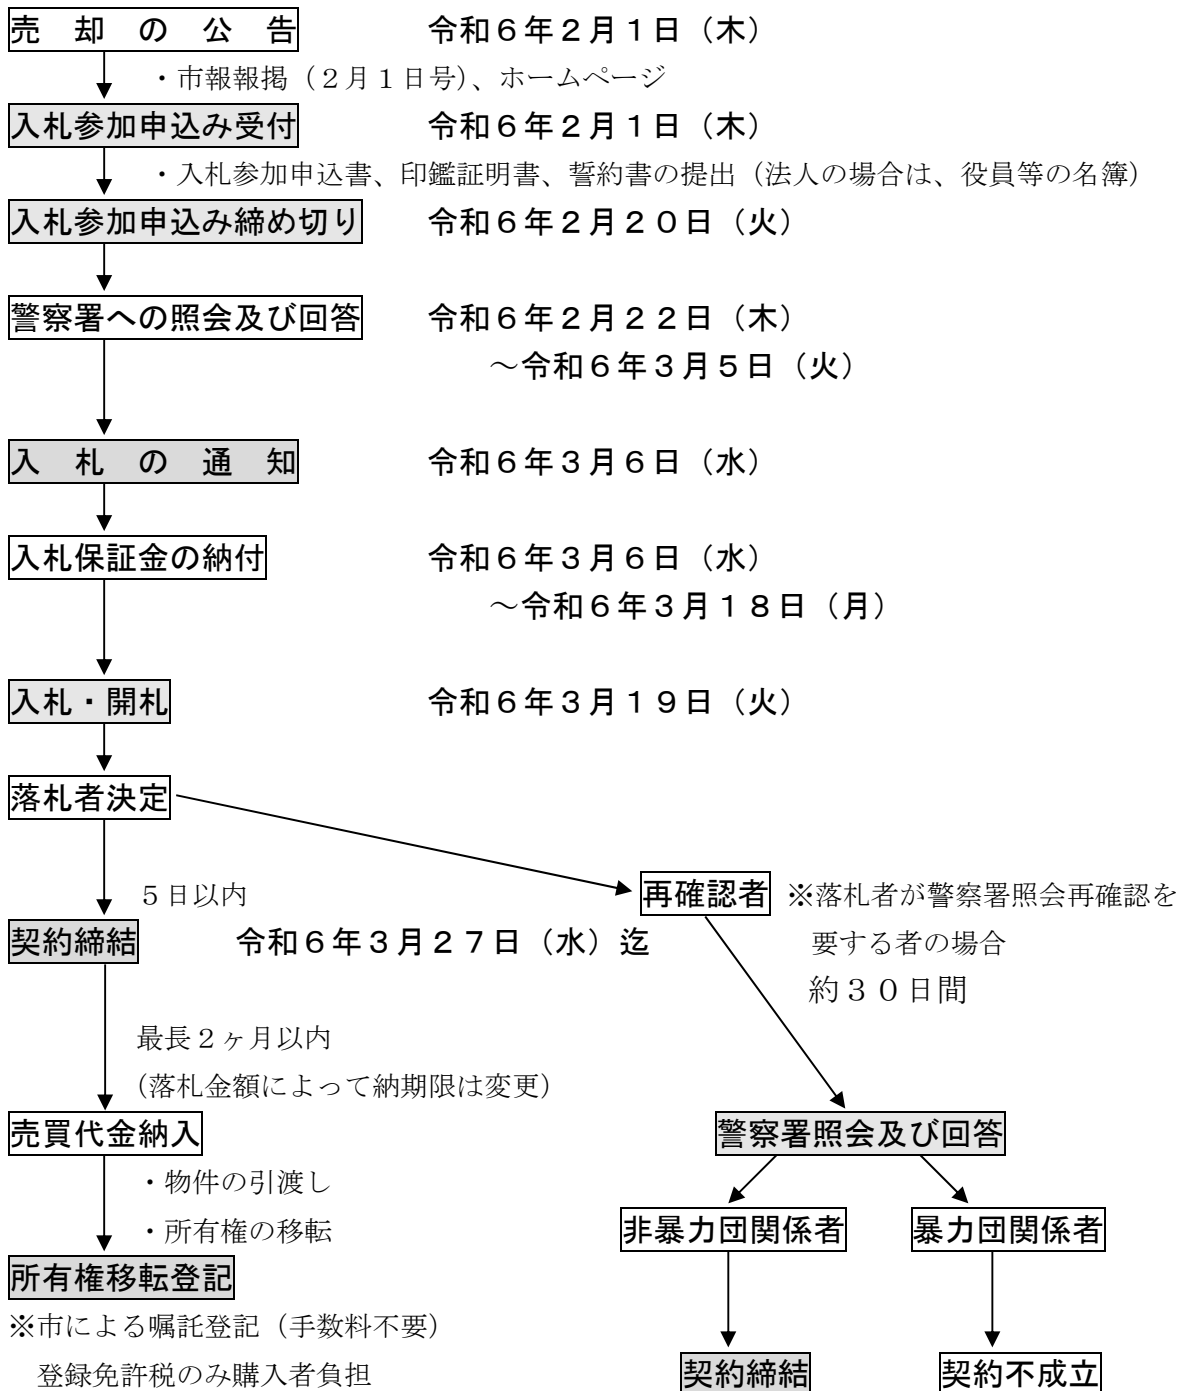 売却の公告 令和６年２月１日（木）
・市報報掲（２月１日号）、ホームページ
入札参加申込み受付 令和６年２月１日（木）
・入札参加申込書、印鑑証明書、誓約書の提出（法人の場合は、役員等の名簿）
入札参加申込み締め切り 令和６年２月２０日（火）
警察署への照会及び回答 令和６年２月２２日（木）
～令和６年３月５日（火）
入札の通知 令和６年３月６日（水）
入札保証金の納付 令和６年３月６日（水）
～令和６年３月１８日（月）
入札・開札 令和６年３月１９日（火）
落札者決定
５日以内
再確認者 ※落札者が警察署照会再確認を
契約締結 令和６年３月２７日（水）迄
要する者の場合
約３０日間
最長２ヶ月以内
（落札金額によって納期限は変更）
売買代金納入
警察署照会及び回答
・物件の引渡し
・所有権の移転
非暴力団関係者 暴力団関係者
所有権移転登記
※市による嘱託登記（手数料不要）
登録免許税のみ購入者負担
契約締結 契約不成立